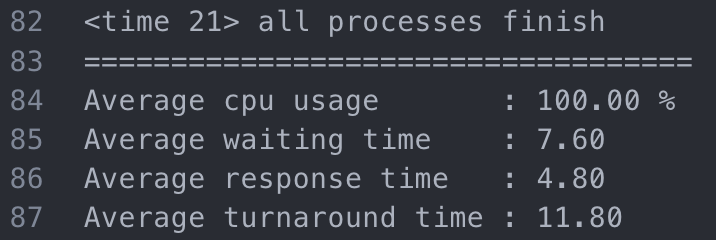 82 <time 21> all processes finish
83 ===================================
84 Average cpu usage       : 100.00 %
85 Average waiting time    : 7.60
86 Average response time   : 4.80
87 Average turnaround time : 11.80